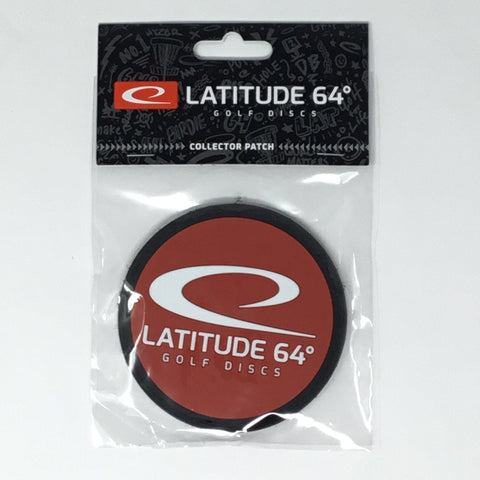 LATITUDE 64°
GOLF DISCS
COLLECTOR PATCH
LATITUDE 64°
GOLF DISCS